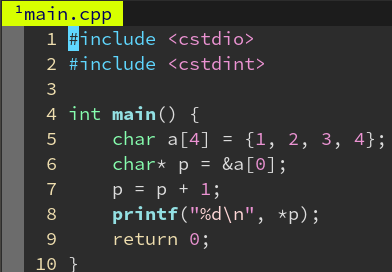 ¹main.cpp
1 #include <cstdio>
2 #include <cstdint>
3
4 int main() {
5     char a[4] = {1, 2, 3, 4};
6     char* p = &a[0];
7     p = p + 1;
8     printf("%d\n", *p);
9     return 0;
10 }